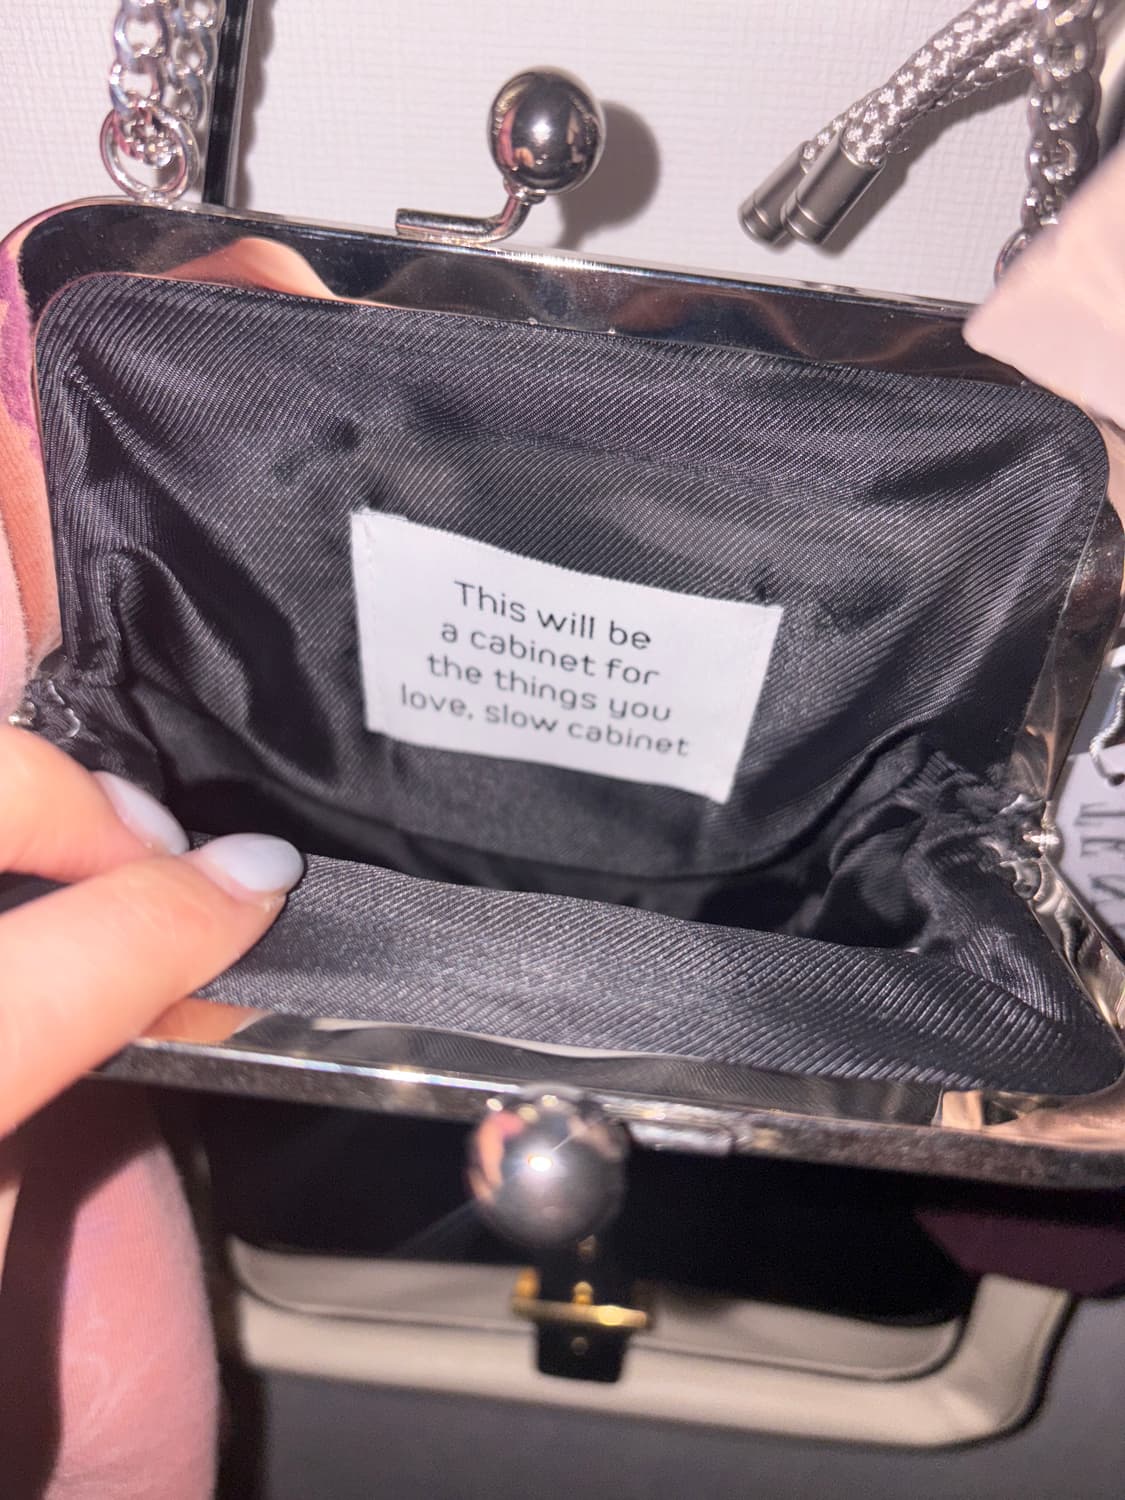 This will be
a cabinet for
the things you
love, slow cabinet